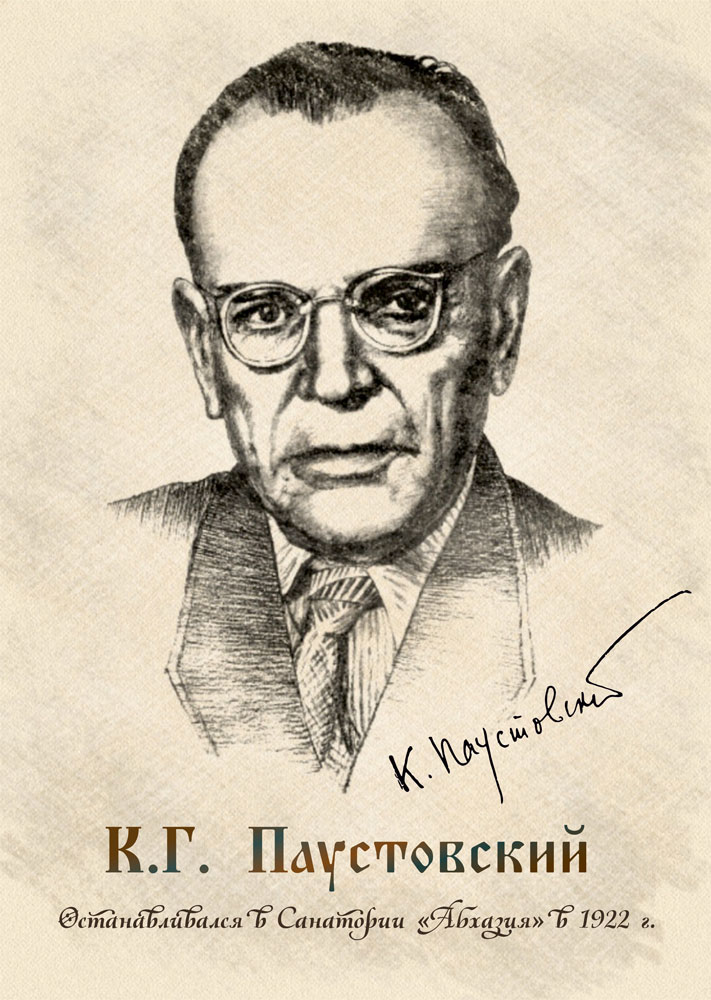 К. Паустовский
К.Г. Паустовский
Останавливался в Санатории «Абхазия» в 1922 г.